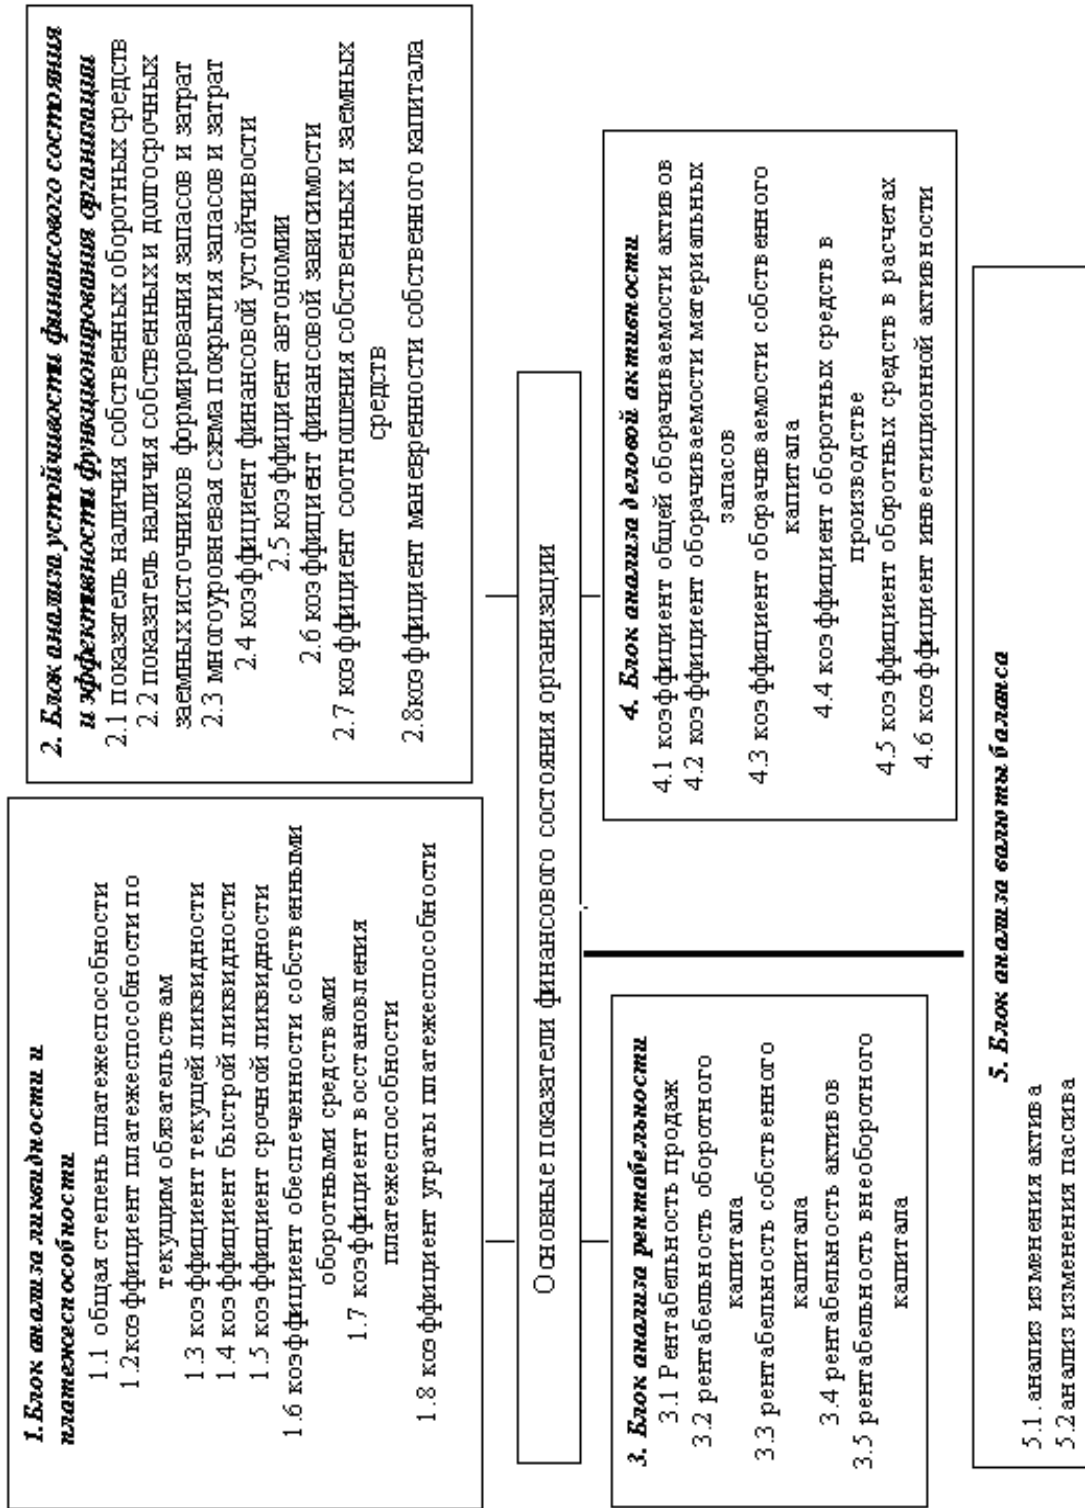 1.Блок анализа ликвидности и
платежеспособности
1.1 общая степень платежеспособности
1.2коэффициент платежеспособности по
текущим обязательствам
1.3 коэффициент текущей ликвидности
1.4 коэффициент быстрой ликвидности
1.5 коэффициент срочной ликвидности
1.6 коэффициент обеспеченности собственными
оборотными средствами
1.7 коэффициент восстановления
платежеспособности
1.8 коэффициент утраты платежеспособности
2. Блок анализа устойчивости финансового состояния
и эффективности функционирования организации
2.1 показатель наличия собственных оборотных средств
2.2 показатель наличия собственных и долгосрочных
заемных источников формирования запасов и затрат
2.3 многоуровневая схема покрытия запасов и затрат
2.4 коэффициент финансовой устойчивости
2.5 коэффициент автономии
2.6 коэффициент финансовой зависимости
2.7 коэффициент соотношения собственных и заемных
средств
2.8коэффициент маневренности собственного капитала
Основные показатели финансового состояния организации
3. Блок анализа рентабельности
3.1 Рентабельность продаж
3.2 рентабельность оборотного
капитала
3.3 рентабельность собственного
капитала
3.4 рентабельность активов
3.5 рентабельность внеоборотного
капитала
4. Блок анализа деловой активности
4.1 коэффициент общей оборачиваемости активов
4.2 коэффициент оборачиваемости материальных
запасов
4.3 коэффициент оборачиваемости собственного
капитала
4.4 коэффициент оборотных средств в
производстве
4.5 коэффициент оборотных средств в расчетах
4.6 коэффициент инвестиционной активности
5. Блок анализа валюты баланса
5.1. анализ изменения актива
5.2анализ изменения пассива